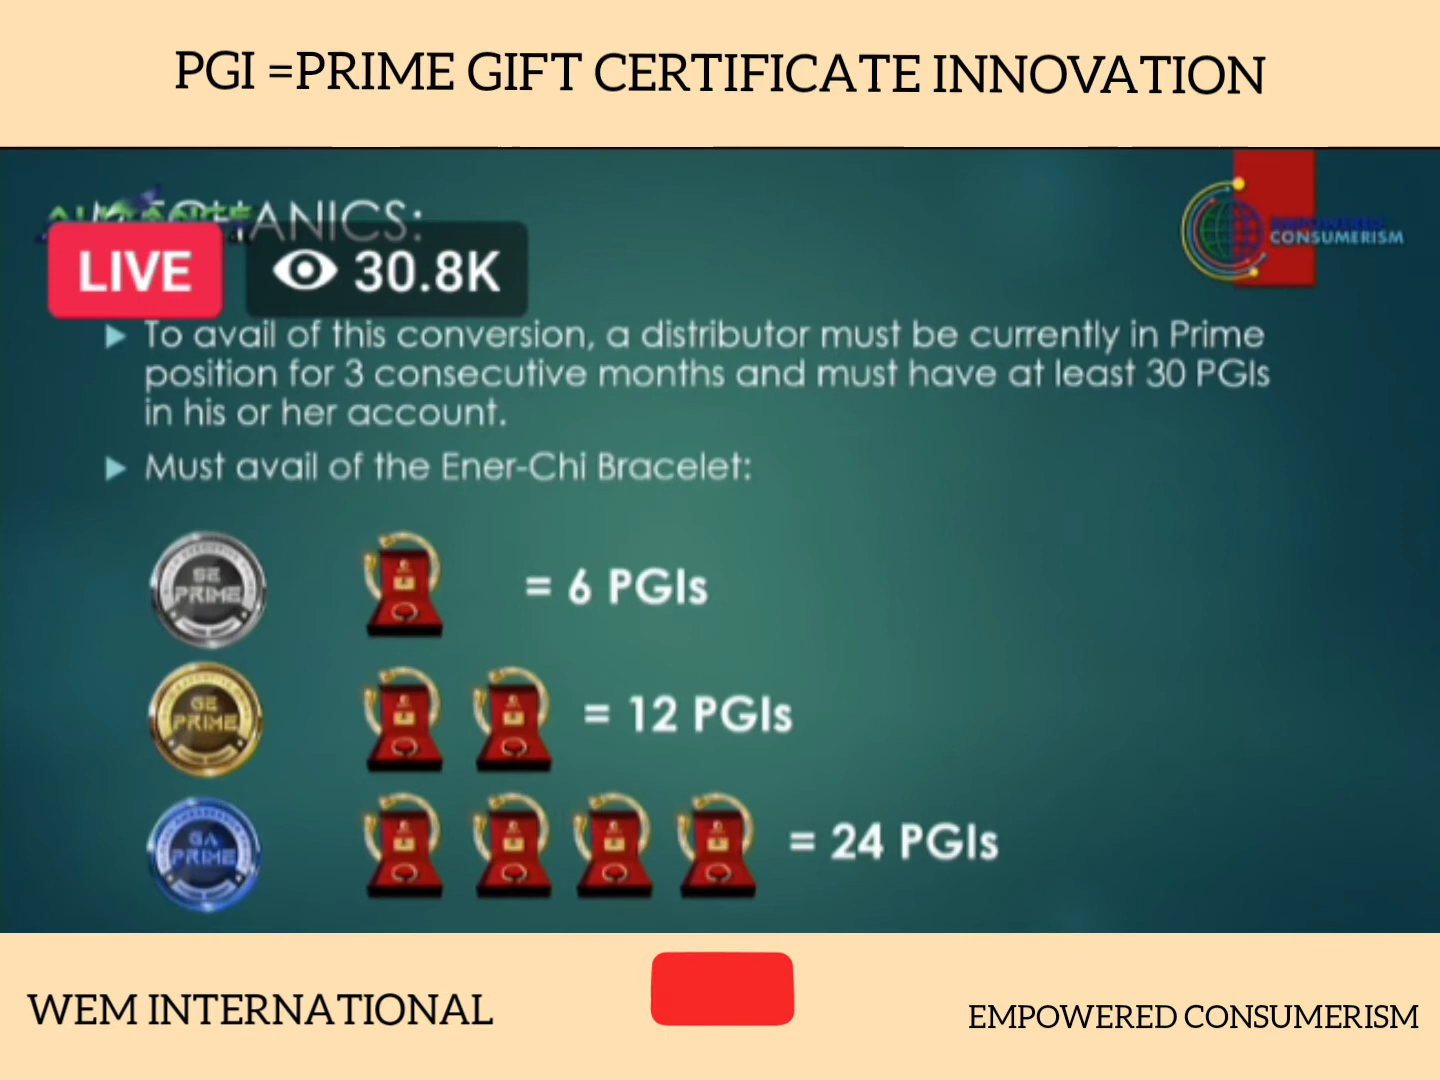 PGI =PRIME GIFT CERTIFICATE INNOVATION
MECHANICS:
EMPOWERED
CONSUMERISM
LIVE 30.8K
To avail of this conversion, a distributor must be currently in Prime
position for 3 consecutive months and must have at least 30 PGIs
in his or her account.
Must avail of the Ener-Chi Bracelet:
SE
PRIME
= 6 PGIs
GE
PRIME
= 12 PGIs
GA
PRIME
= 24 PGIs
WEM INTERNATIONAL
EMPOWERED CONSUMERISM